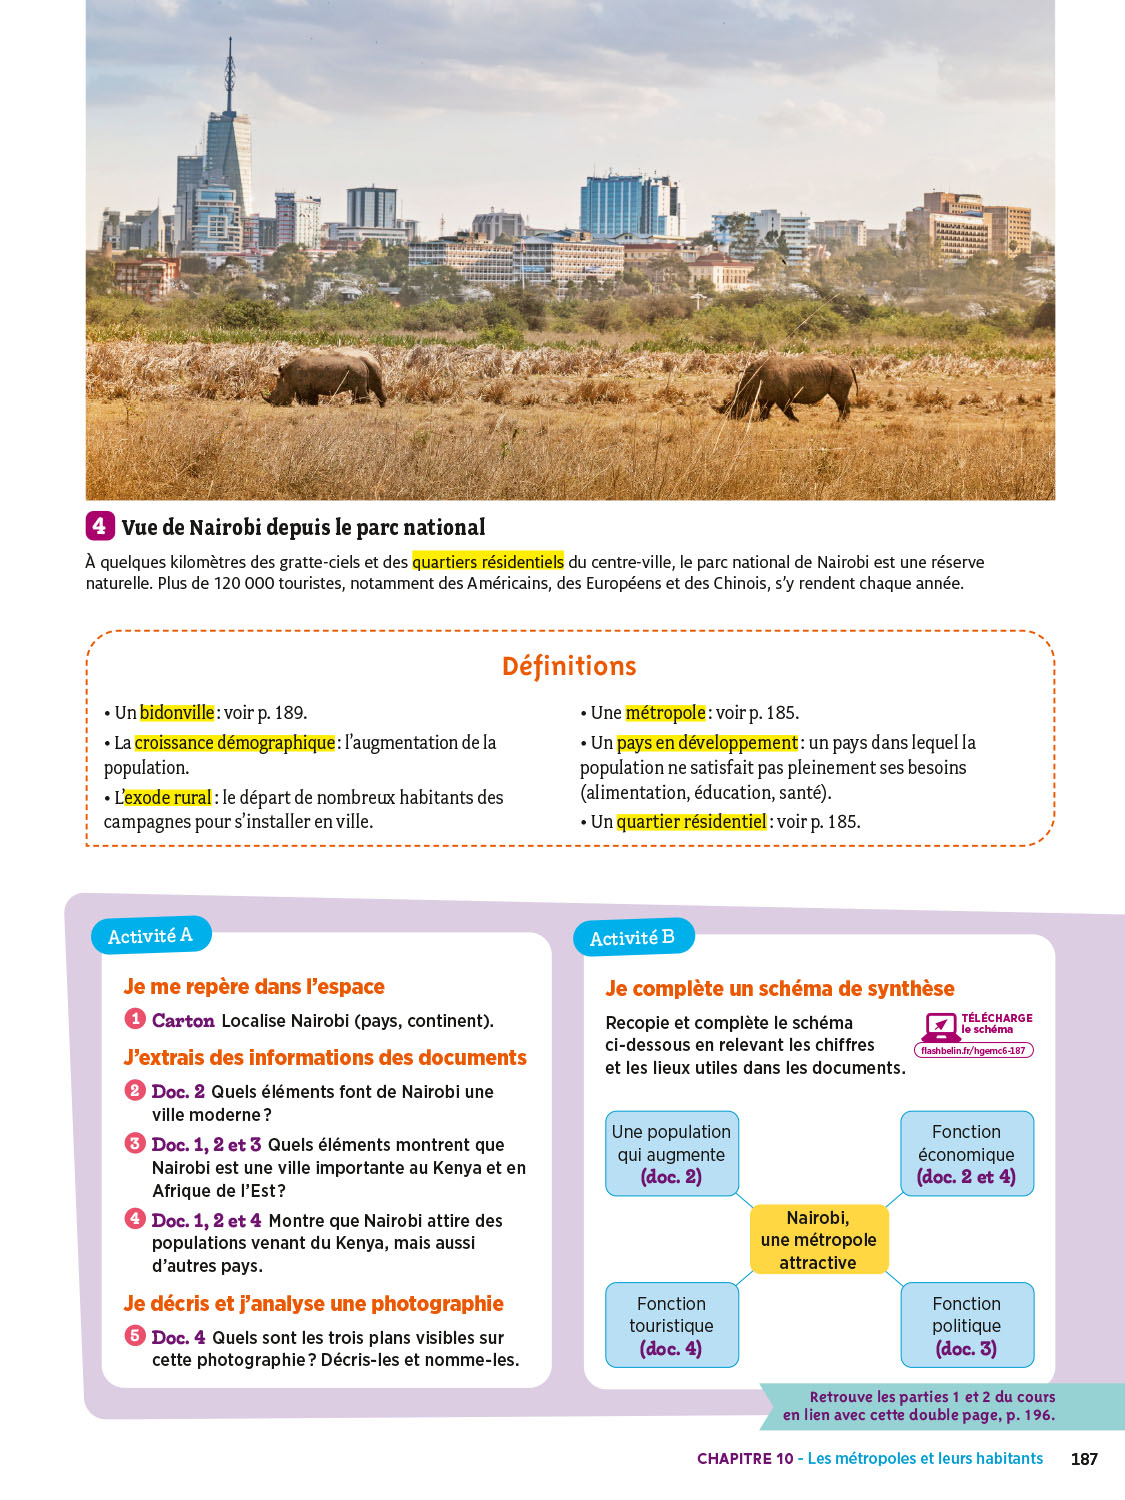 4 Vue de Nairobi depuis le parc national
À quelques kilomètres des gratte-ciels et des quartiers résidentiels du centre-ville, le parc national de Nairobi est une réserve
naturelle. Plus de 120 000 touristes, notamment des Américains, des Européens et des Chinois, s'y rendent chaque année.
Définitions
• Un bidonville : voir p. 189.
• La croissance démographique : l'augmentation de la
population.
• L'exode rural : le départ de nombreux habitants des
campagnes pour s'installer en ville.
• Une métropole : voir p. 185.
• Un pays en développement : un pays dans lequel la
population ne satisfait pas pleinement ses besoins
(alimentation, éducation, santé).
• Un quartier résidentiel : voir p. 185.
Activité A
Je me repère dans l'espace
1 Carton Localise Nairobi (pays, continent).
J'extrais des informations des documents
2 Doc. 2 Quels éléments font de Nairobi une
ville moderne ?
3 Doc. 1, 2 et 3 Quels éléments montrent que
Nairobi est une ville importante au Kenya et en
Afrique de l'Est ?
4 Doc. 1, 2 et 4 Montre que Nairobi attire des
populations venant du Kenya, mais aussi
d'autres pays.
Je décris et j'analyse une photographie
5 Doc. 4 Quels sont les trois plans visibles sur
cette photographie ? Décris-les et nomme-les.
Activité B
Je complète un schéma de synthèse
Recopie et complète le schéma
ci-dessous en relevant les chiffres
et les lieux utiles dans les documents.
TÉLÉCHARGE
le schéma
flashbelin.fr/hgemc6-187
Une population
qui augmente
(doc. 2)
Fonction
économique
(doc. 2 et 4)
Nairobi,
une métropole
attractive
Fonction
touristique
(doc. 4)
Fonction
politique
(doc. 3)
Retrouve les parties 1 et 2 du cours
en lien avec cette double page, p. 196.
CHAPITRE 10 - Les métropoles et leurs habitants 187